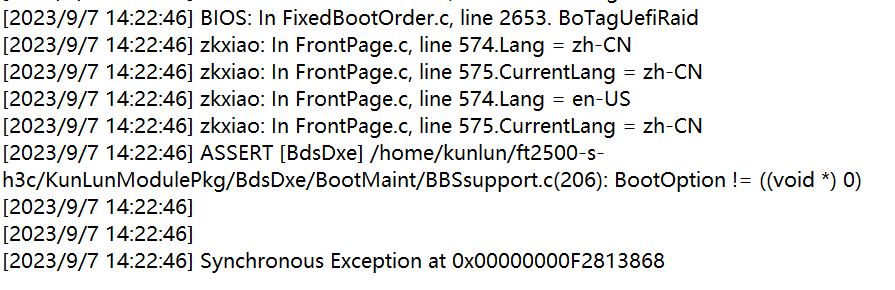 [2023/9/7 14:22:46] BIOS: In FixedBootOrder.c, line 2653. BoTagUefiRaid
[2023/9/7 14:22:46] zkxiao: In FrontPage.c, line 574.Lang = zh-CN
[2023/9/7 14:22:46] zkxiao: In FrontPage.c, line 575.CurrentLang = zh-CN
[2023/9/7 14:22:46] zkxiao: In FrontPage.c, line 574.Lang = en-US
[2023/9/7 14:22:46] zkxiao: In FrontPage.c, line 575.CurrentLang = zh-CN
[2023/9/7 14:22:46] ASSERT [BdsDxe] /home/kunlun/ft2500-s-
h3c/KunLunModulePkg/BdsDxe/BootMaint/BBSsupport.c(206): BootOption != ((void *) 0)
[2023/9/7 14:22:46]
[2023/9/7 14:22:46]
[2023/9/7 14:22:46] Synchronous Exception at 0x00000000F2813868